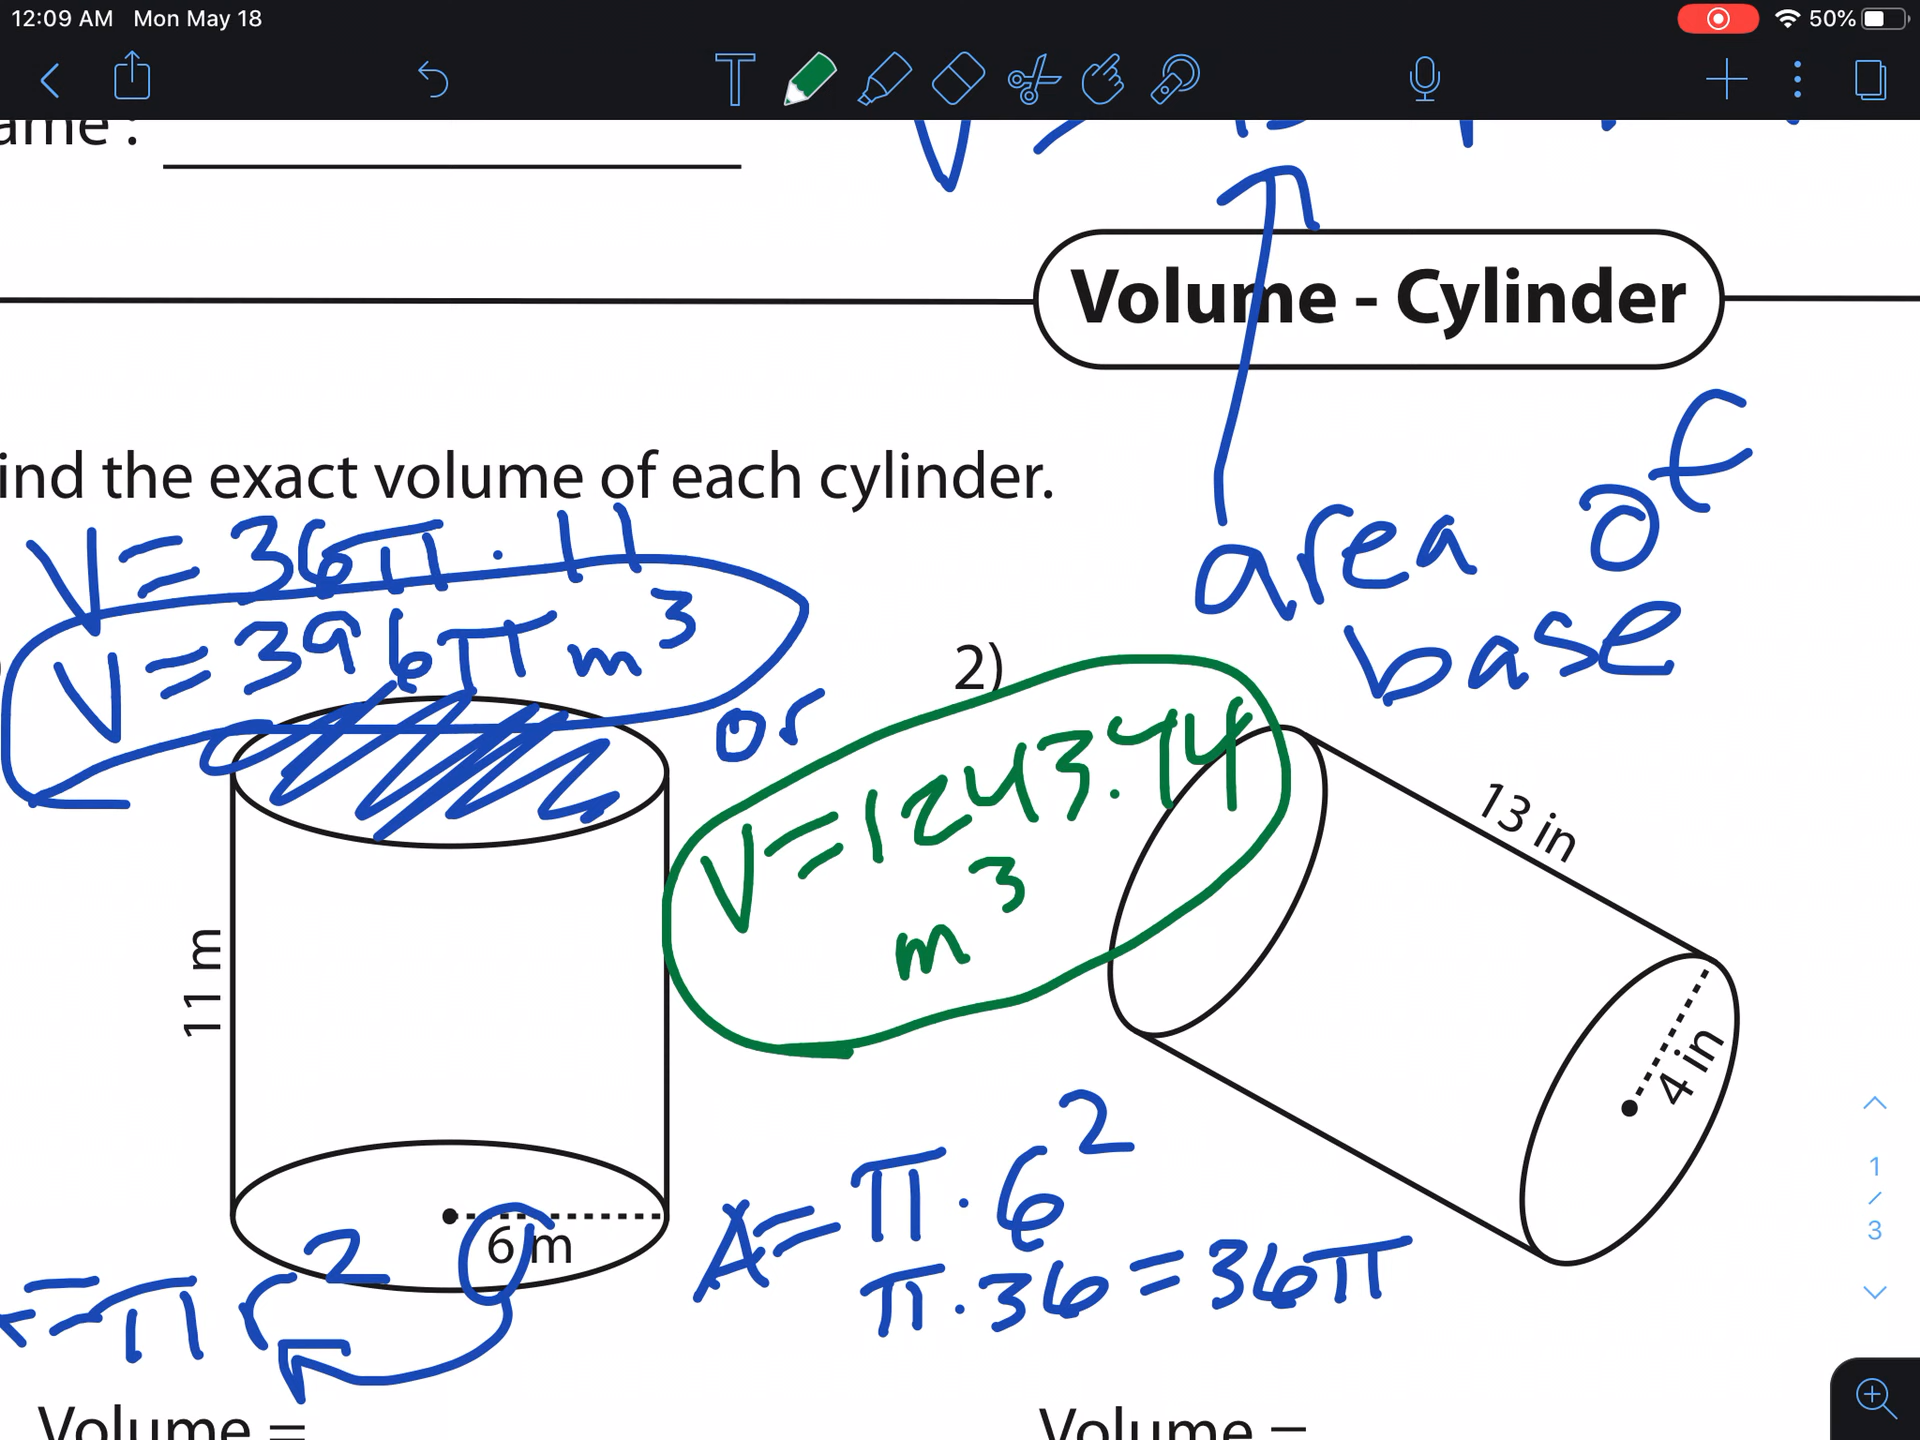 12:09 AM Mon May 18
50%
ame :
Volume - Cylinder
ind the exact volume of each cylinder.
area of
base
V = 36π · 11
V = 396π m³
or
2)
V = 1243.44
m³
13 in
11 m
4 in
6 m
= πr²
A = π · 6²
π · 36 = 36π
1
/
3
Volume =
Volume =